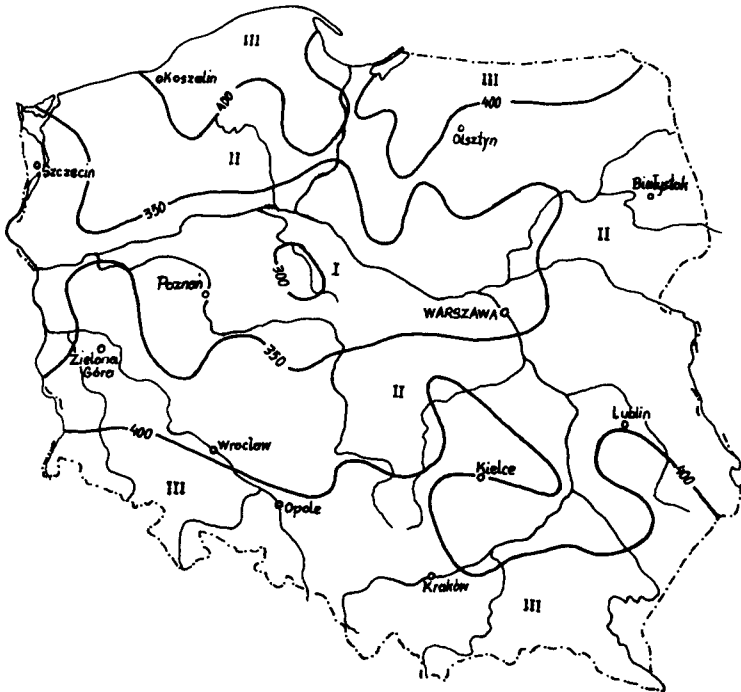 III
Koszalin
III
400
400
Olsztyn
II
Szczecin
Białystok
350
II
I
300
Poznań
WARSZAWA
350
Zielona
Góra
II
Lublin
400
Wrocław
Kielce
400
III
Opole
Kraków
III